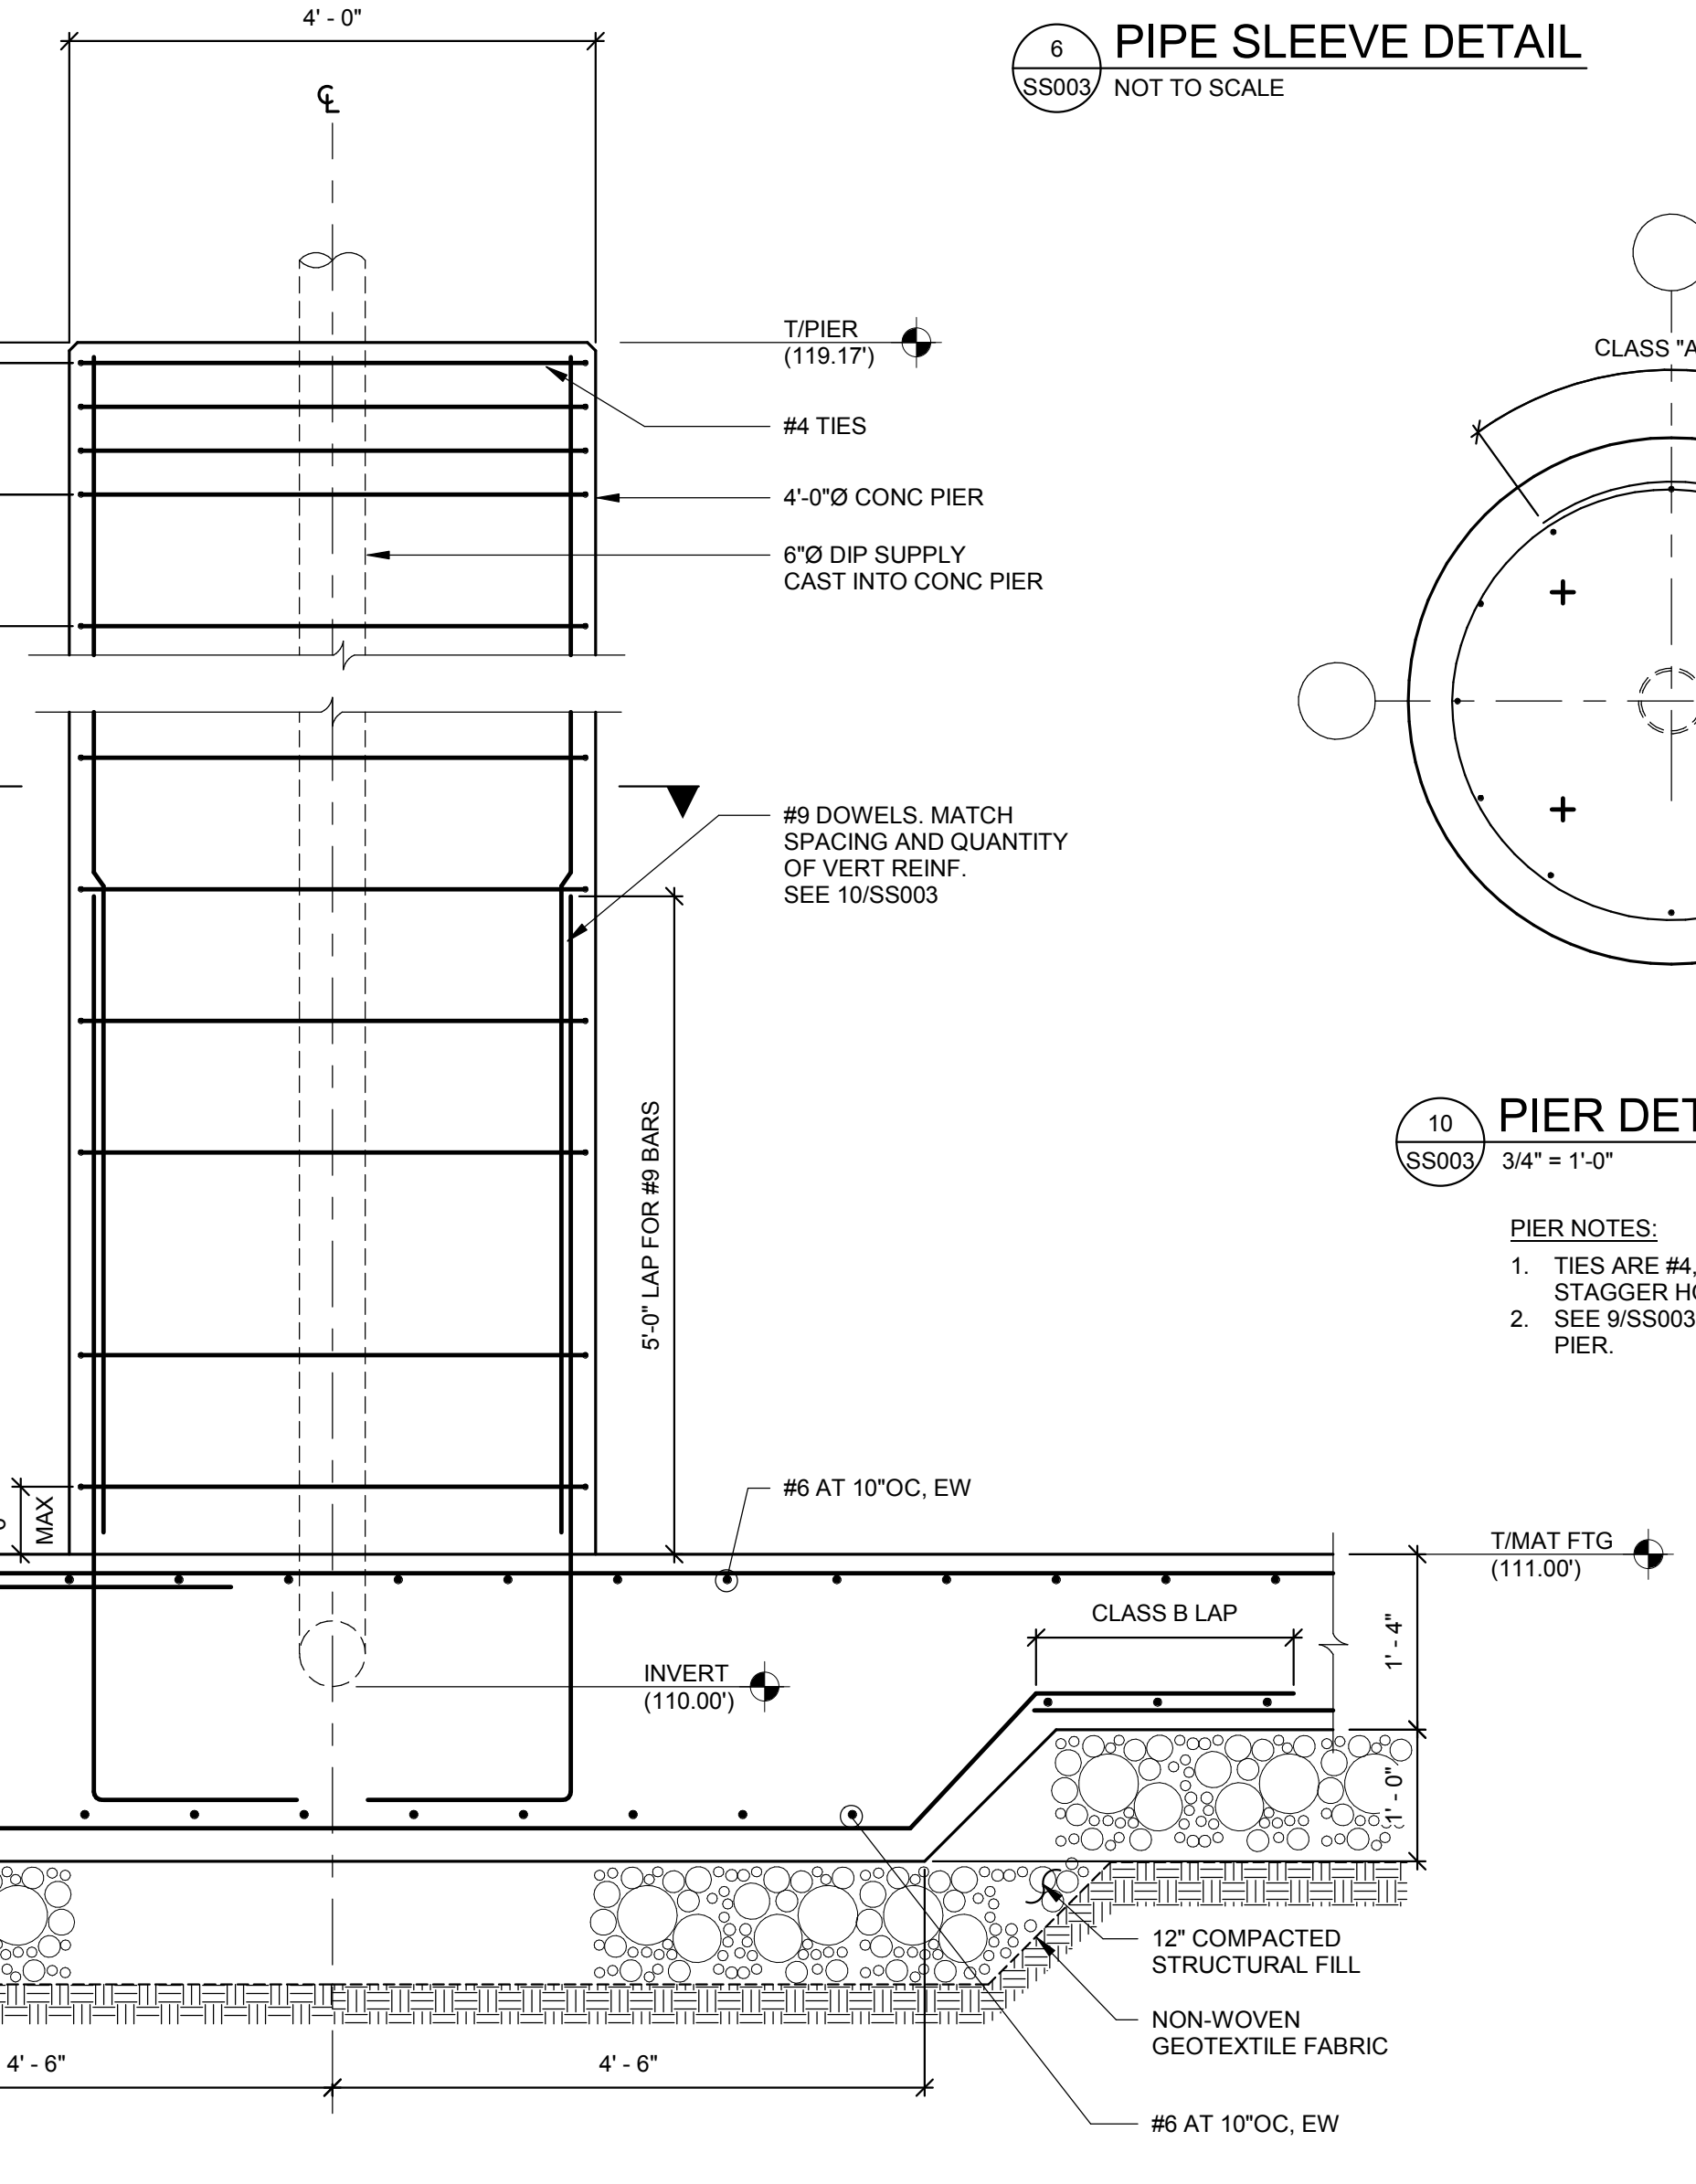 4' - 0"
6
PIPE SLEEVE DETAIL
SS003
NOT TO SCALE
℄
T/PIER
(119.17')
#4 TIES
4'-0"Ø CONC PIER
6"Ø DIP SUPPLY
CAST INTO CONC PIER
CLASS "A
#9 DOWELS. MATCH
SPACING AND QUANTITY
OF VERT REINF.
SEE 10/SS003
5'-0" LAP FOR #9 BARS
10
PIER DET
SS003
3/4" = 1'-0"
PIER NOTES:
1. TIES ARE #4,
STAGGER HO
2. SEE 9/SS003
PIER.
MAX
#6 AT 10"OC, EW
T/MAT FTG
(111.00')
CLASS B LAP
1' - 4"
INVERT
(110.00')
1' - 0"
12" COMPACTED
STRUCTURAL FILL
NON-WOVEN
GEOTEXTILE FABRIC
4' - 6"
4' - 6"
#6 AT 10"OC, EW